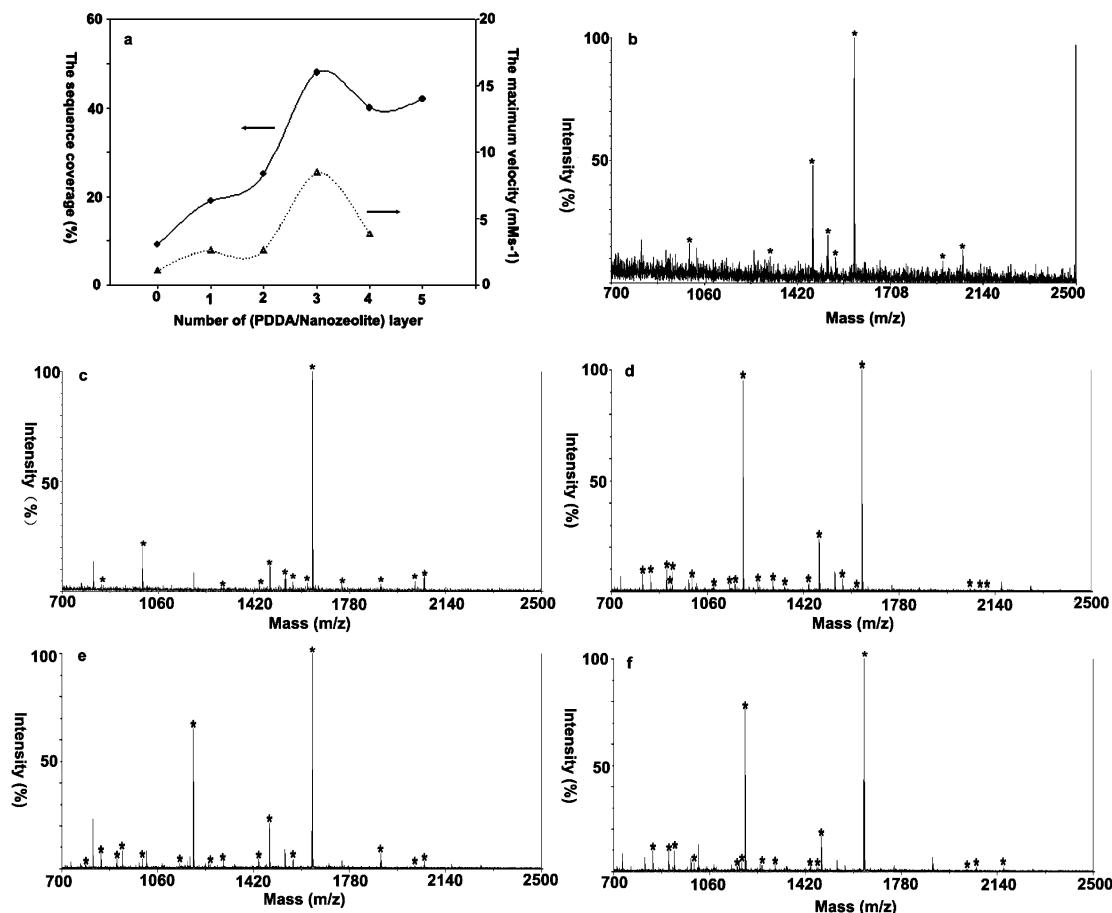 a
60
40
20
0
The sequence coverage (%)
20
15
10
5
0
The maximum velocity (mMs-1)
0 1 2 3 4 5
Number of (PDDA/Nanozeolite) layer
b
100
50
Intensity (%)
* * * * * * * *
700 1060 1420 1708 2140 2500
Mass (m/z)
c
100
50
Intensity (%)
* * * * * * * * * * * *
700 1060 1420 1780 2140 2500
Mass (m/z)
d
100
50
Intensity (%)
* * * * * * * * * * * * * * * * * * * * *
700 1060 1420 1780 2140 2500
Mass (m/z)
e
100
50
Intensity (%)
* * * * * * * * * * * * * * * *
700 1060 1420 1780 2140 2500
Mass (m/z)
f
100
50
Intensity (%)
* * * * * * * * * * * * * * *
700 1060 1420 1780 2140 2500
Mass (m/z)